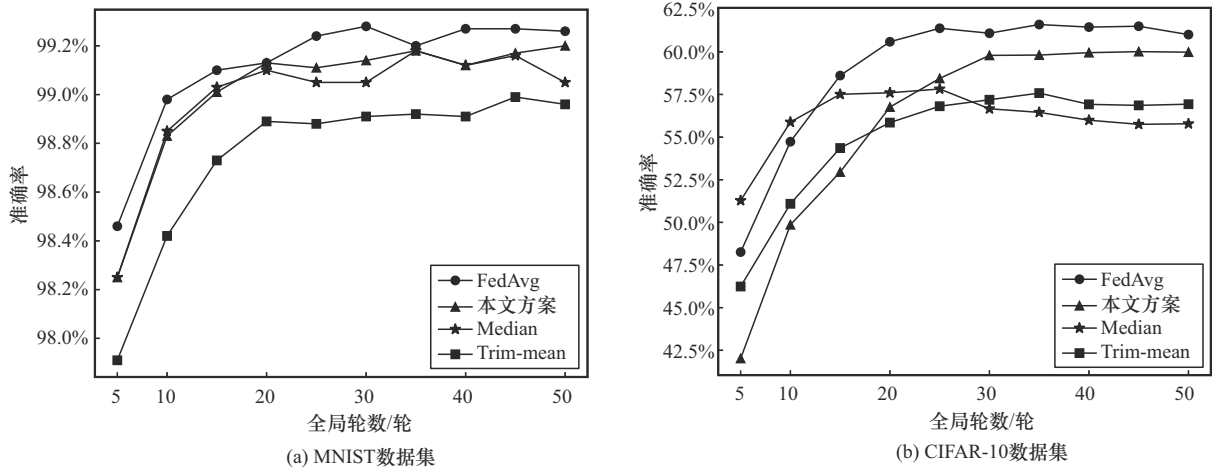 99.2%
99.0%
98.8%
98.6%
98.4%
98.2%
98.0%
准确率
FedAvg
本文方案
Median
Trim-mean
5 10 20 30 40 50
全局轮数/轮
(a) MNIST数据集
62.5%
60.0%
57.5%
55.0%
52.5%
50.0%
47.5%
45.0%
42.5%
准确率
FedAvg
本文方案
Median
Trim-mean
5 10 20 30 40 50
全局轮数/轮
(b) CIFAR-10数据集